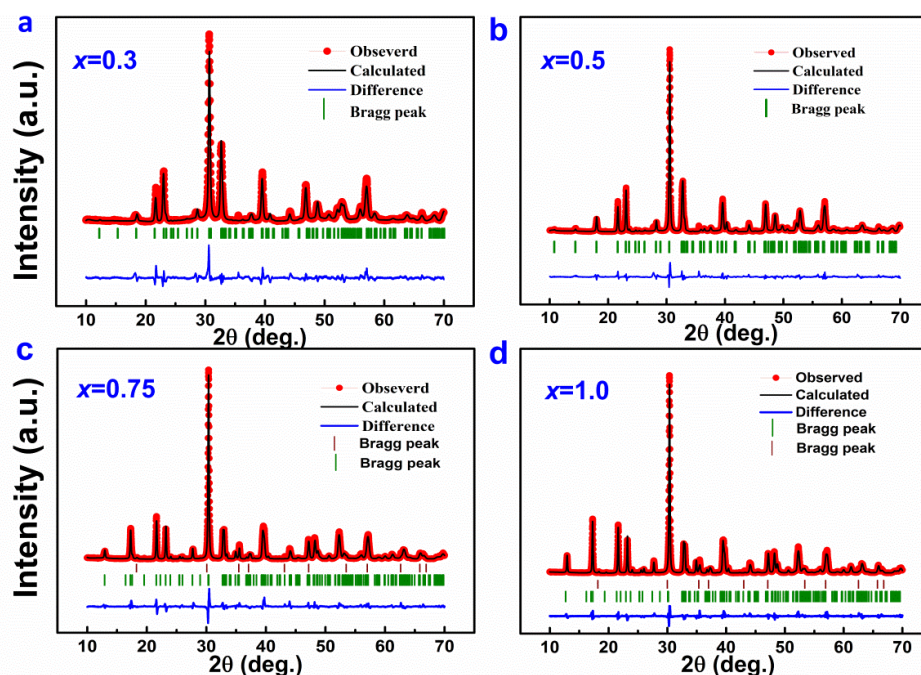 a
x=0.3
Obseverd
Calculated
Difference
Bragg peak
Intensity (a.u.)
10 20 30 40 50 60 70
2θ (deg.)
b
x=0.5
Observed
Calculated
Difference
Bragg peak
10 20 30 40 50 60 70
2θ (deg.)
c
x=0.75
Obseverd
Calculated
Difference
Bragg peak
Bragg peak
Intensity (a.u.)
10 20 30 40 50 60 70
2θ (deg.)
d
x=1.0
Observed
Calculated
Difference
Bragg peak
Bragg peak
10 20 30 40 50 60 70
2θ (deg.)